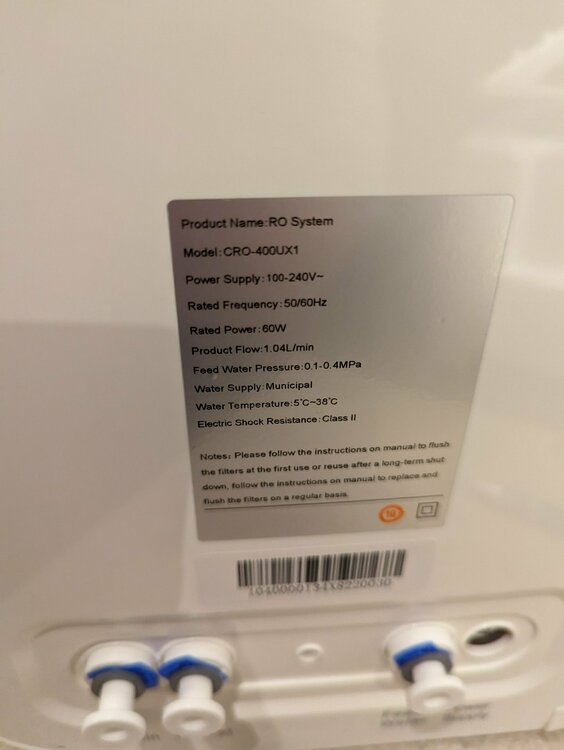 Product Name:RO System
Model:CRO-400UX1
Power Supply:100-240V~
Rated Frequency:50/60Hz
Rated Power:60W
Product Flow:1.04L/min
Feed Water Pressure:0.1-0.4MPa
Water Supply:Municipal
Water Temperature:5℃~38℃
Electric Shock Resistance:Class II
Notes: Please follow the instructions on manual to flush
the filters at the first use or reuse after a long-term shut
down, follow the instructions on manual to replace and
flush the filters on a regular basis.
10